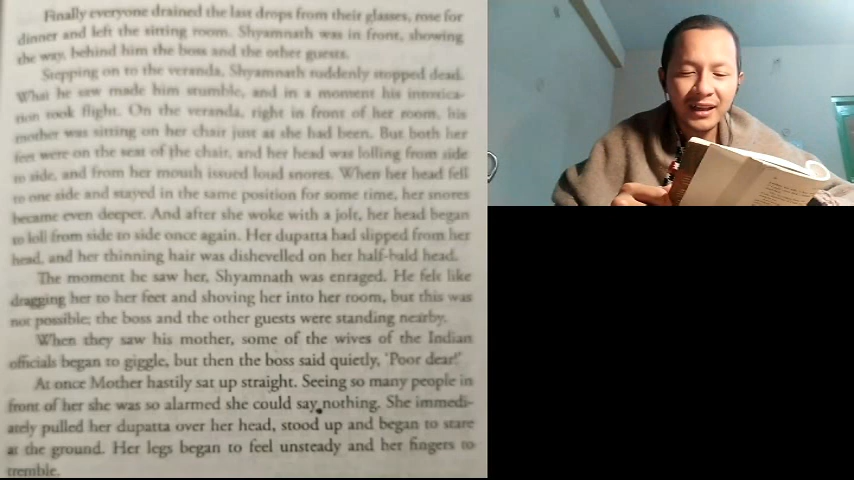 Finally everyone drained the last drops from their glasses, rose for
dinner and left the sitting room. Shyamnath was in front, showing
the way, behind him the boss and the other guests.
Stepping on to the veranda, Shyamnath suddenly stopped dead.
What he saw made him stumble, and in a moment his intoxica-
tion took flight. On the veranda, right in front of her room, his
mother was sitting on her chair just as she had been. But both her
feet were on the seat of the chair, and her head was lolling from side
to side, and from her mouth issued loud snores. When her head fell
to one side and stayed in the same position for some time, her snores
became even deeper. And after she woke with a jolt, her head began
to loll from side to side once again. Her dupatta had slipped from her
head, and her thinning hair was dishevelled on her half-bald head.
The moment he saw her, Shyamnath was enraged. He felt like
dragging her to her feet and shoving her into her room, but this was
not possible; the boss and the other guests were standing nearby.
When they saw his mother, some of the wives of the Indian
officials began to giggle, but then the boss said quietly, 'Poor dear!'
At once Mother hastily sat up straight. Seeing so many people in
front of her she was so alarmed she could say nothing. She immedi-
ately pulled her dupatta over her head, stood up and began to stare
at the ground. Her legs began to feel unsteady and her fingers to
tremble.